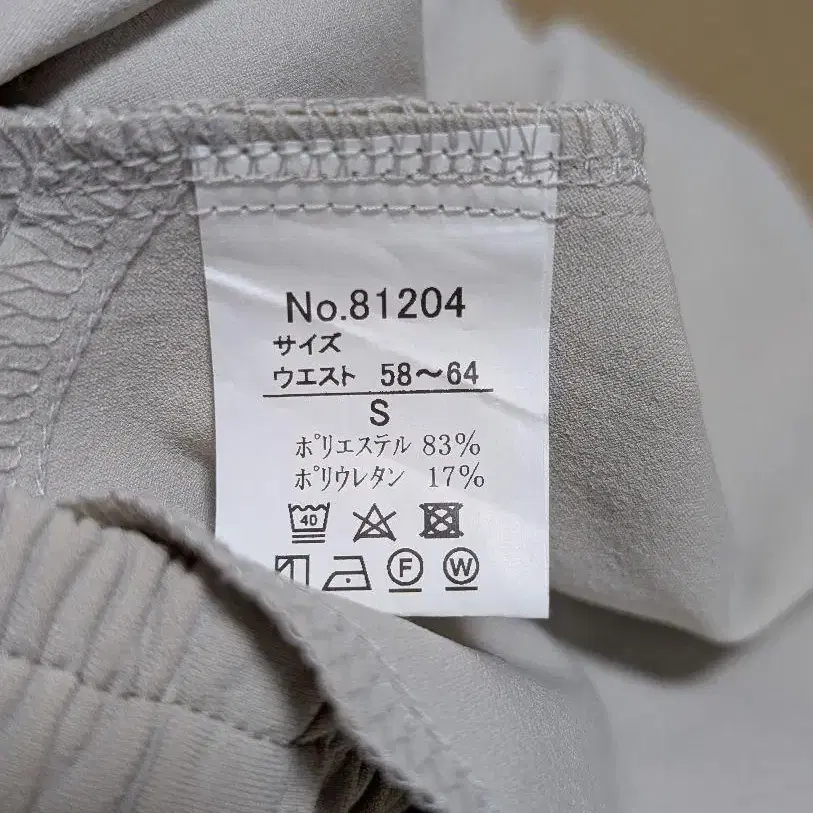 No.81204
サイズ
ウエスト 58～64
S
ポリエステル 83%
ポリウレタン 17%
40
F W